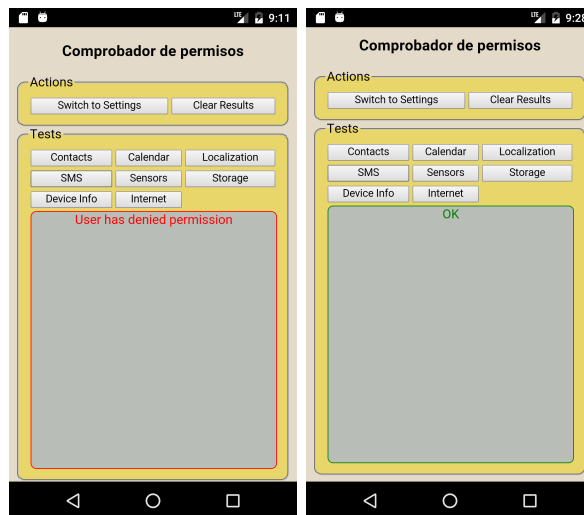 LTE 9:11
Comprobador de permisos
Actions
Switch to Settings Clear Results
Tests
Contacts Calendar Localization
SMS Sensors Storage
Device Info Internet
User has denied permission
LTE 9:28
Comprobador de permisos
Actions
Switch to Settings Clear Results
Tests
Contacts Calendar Localization
SMS Sensors Storage
Device Info Internet
OK